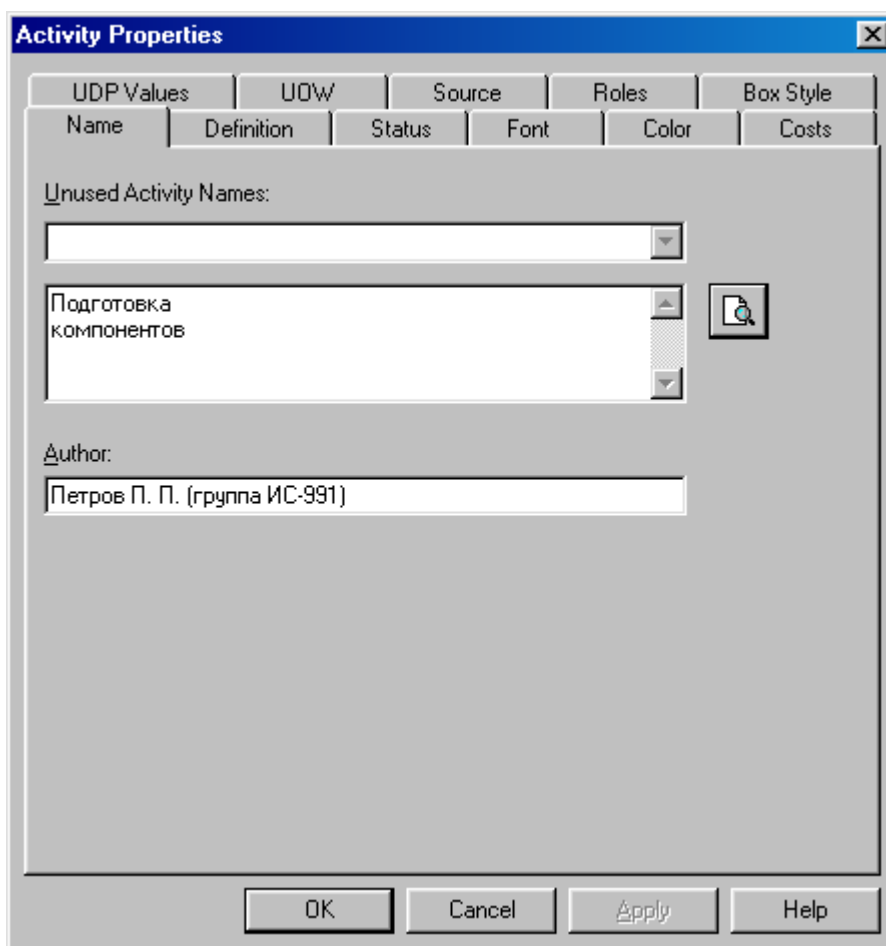 Activity Properties
UDP Values UOW Source Roles Box Style
Name Definition Status Font Color Costs
Unused Activity Names:
Подготовка
компонентов
Author:
Петров П. П. (группа ИС-991)
OK Cancel Apply Help